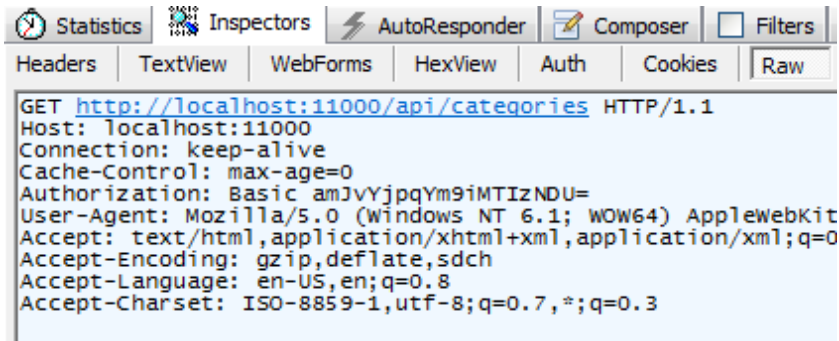 Statistics Inspectors AutoResponder Composer Filters
Headers TextView WebForms HexView Auth Cookies Raw
GET http://localhost:11000/api/categories HTTP/1.1
Host: localhost:11000
Connection: keep-alive
Cache-Control: max-age=0
Authorization: Basic amJvYjpqYm9iMTIzNDU=
User-Agent: Mozilla/5.0 (Windows NT 6.1; WOW64) AppleWebKit
Accept: text/html,application/xhtml+xml,application/xml;q=0
Accept-Encoding: gzip,deflate,sdch
Accept-Language: en-US,en;q=0.8
Accept-Charset: ISO-8859-1,utf-8;q=0.7,*;q=0.3